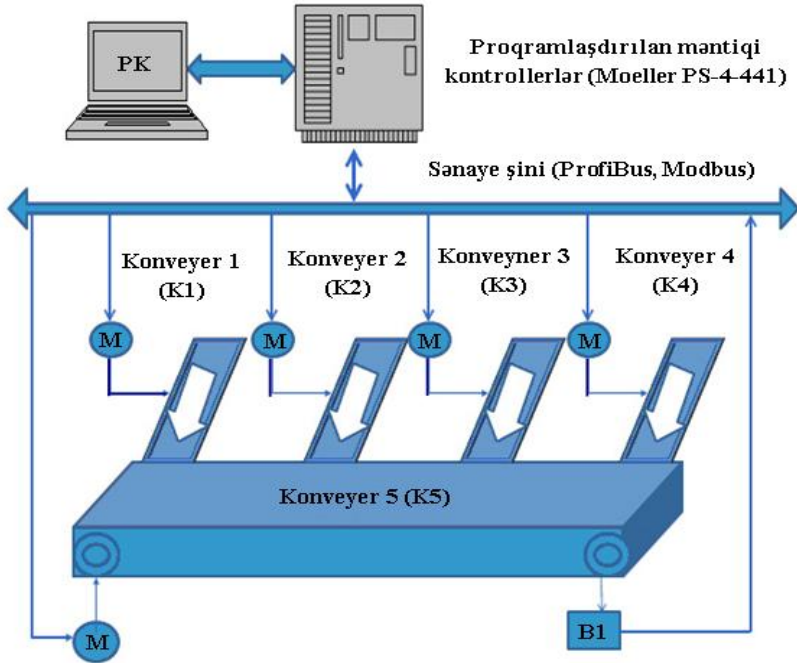 PK
Proqramlaşdırılan məntiqi
kontrollerlər (Moeller PS-4-441)
Sənaye şini (ProfiBus, Modbus)
Konveyer 1
(K1)
Konveyer 2
(K2)
Konveyner 3
(K3)
Konveyer 4
(K4)
M
M
M
M
Konveyer 5 (K5)
M
B1